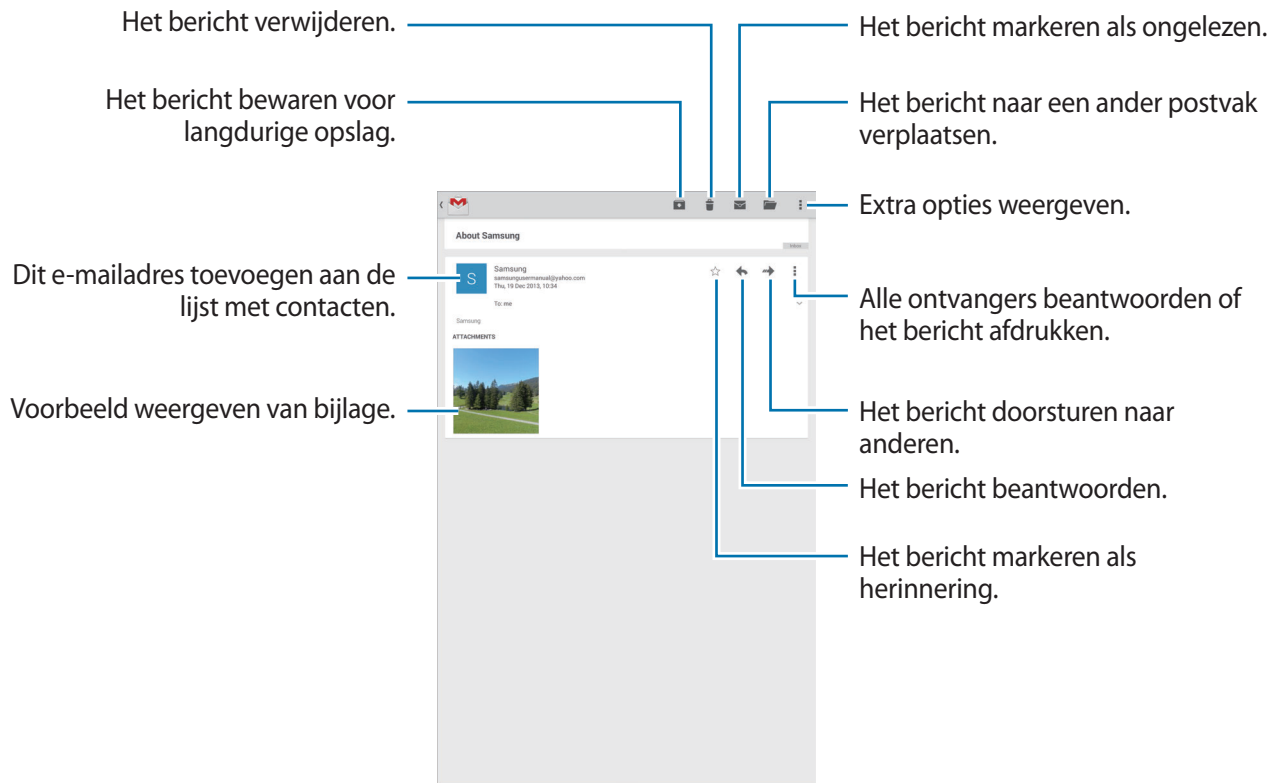 Het bericht verwijderen.
Het bericht markeren als ongelezen.
Het bericht bewaren voor
langdurige opslag.
Het bericht naar een ander postvak
verplaatsen.
Extra opties weergeven.
About Samsung
Inbox
Dit e-mailadres toevoegen aan de
lijst met contacten.
S
Samsung
samsungusermanual@yahoo.com
Thu, 19 Dec 2013, 10:34
To: me
Samsung
ATTACHMENTS
Alle ontvangers beantwoorden of
het bericht afdrukken.
Voorbeeld weergeven van bijlage.
Het bericht doorsturen naar
anderen.
Het bericht beantwoorden.
Het bericht markeren als
herinnering.